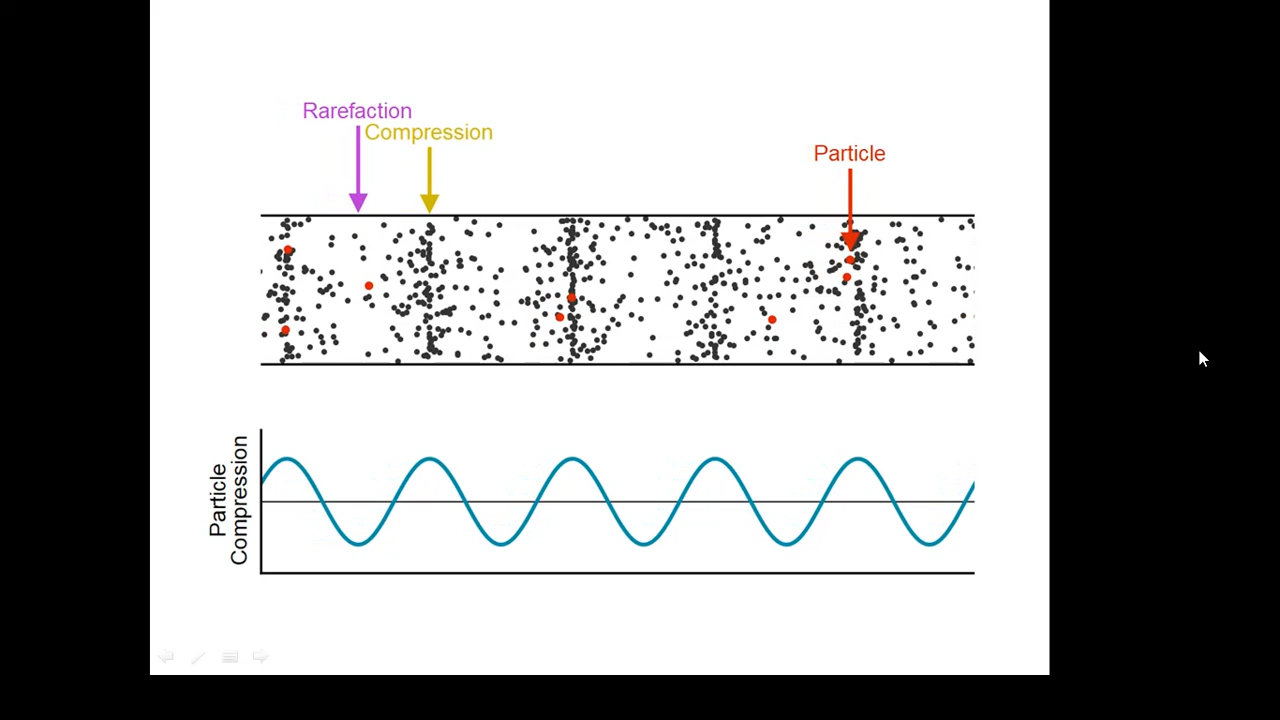 Rarefaction
Compression
Particle
Particle
Compression